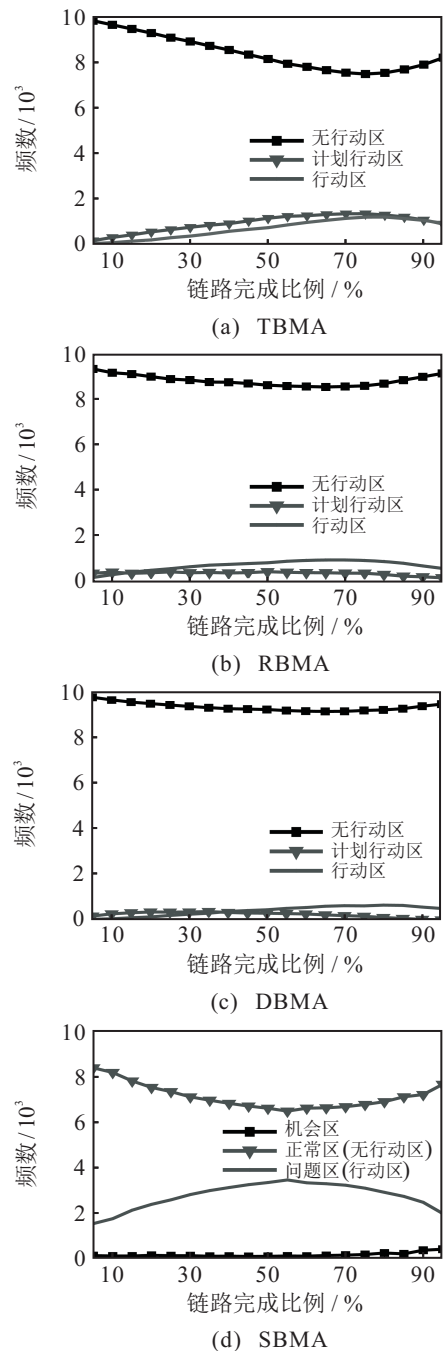 10
8
6
4
2
0
频数/10³
无行动区
计划行动区
行动区
10 30 50 70 90
链路完成比例 / %
(a) TBMA
10
8
6
4
2
0
频数/10³
无行动区
计划行动区
行动区
10 30 50 70 90
链路完成比例 / %
(b) RBMA
10
8
6
4
2
0
频数/10³
无行动区
计划行动区
行动区
10 30 50 70 90
链路完成比例 / %
(c) DBMA
10
8
6
4
2
0
频数/10³
机会区
正常区(无行动区)
问题区(行动区)
10 30 50 70 90
链路完成比例 / %
(d) SBMA